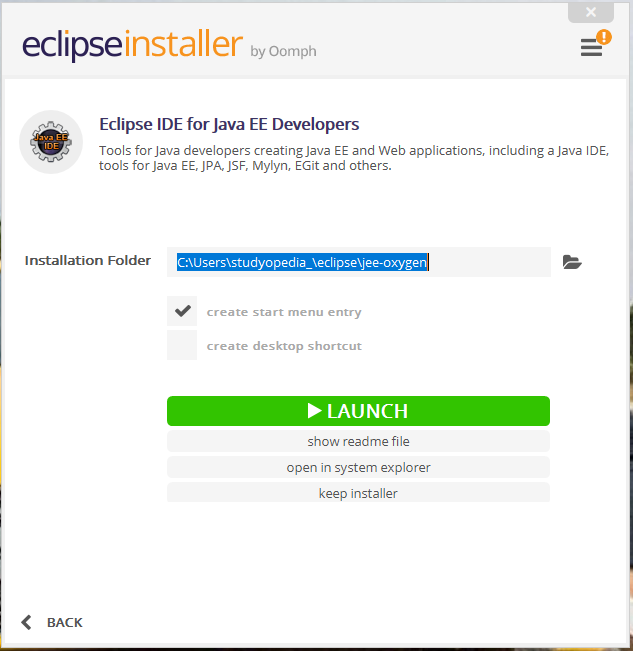 eclipseinstaller by Oomph
!
Java EE
IDE
Eclipse IDE for Java EE Developers
Tools for Java developers creating Java EE and Web applications, including a Java IDE,
tools for Java EE, JPA, JSF, Mylyn, EGit and others.
Installation Folder C:\Users\studyopedia_\eclipse\jee-oxygen
create start menu entry
create desktop shortcut
LAUNCH
show readme file
open in system explorer
keep installer
BACK